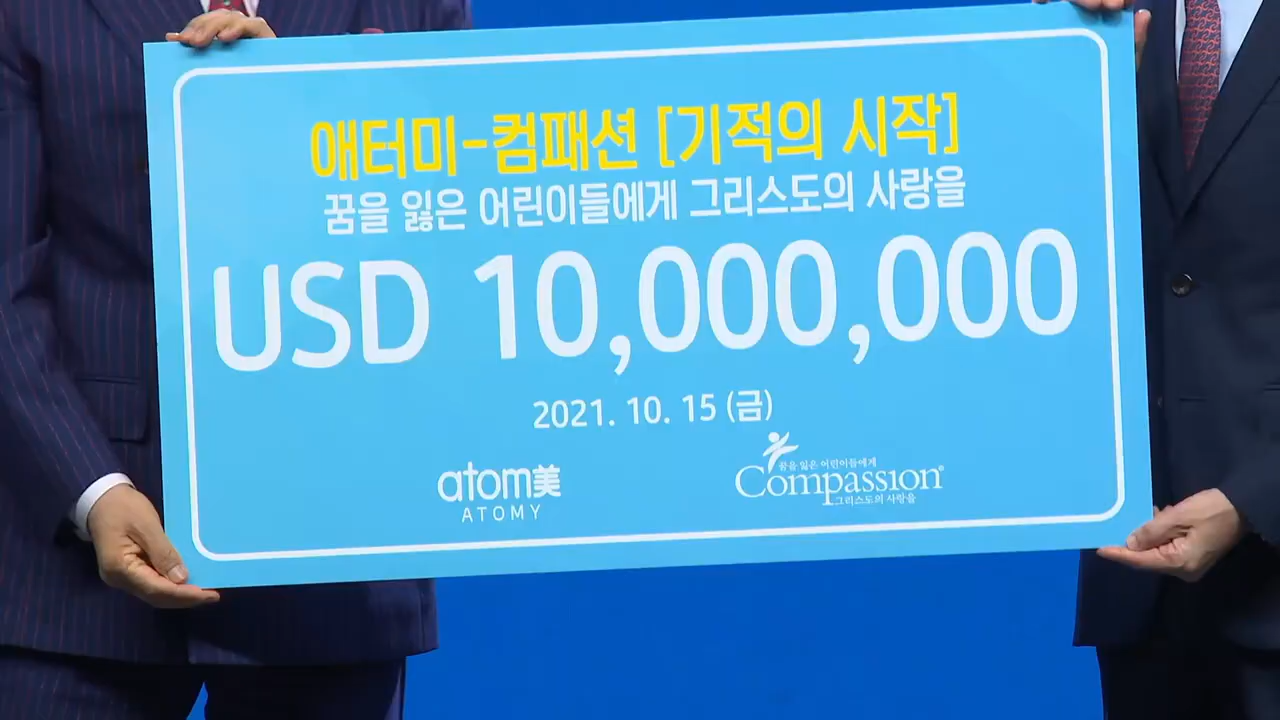 애터미-컴패션 [기적의 시작]
꿈을 잃은 어린이들에게 그리스도의 사랑을
USD 10,000,000
2021. 10. 15 (금)
atom美
ATOMY
꿈을 잃은 어린이들에게
Compassion®
그리스도의 사랑을